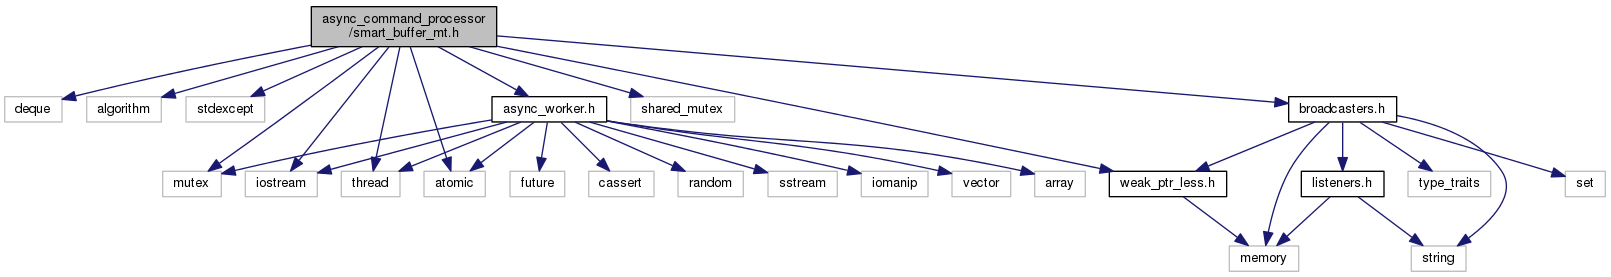 async_command_processor
/smart_buffer_mt.h
deque
algorithm
stdexcept
async_worker.h
shared_mutex
broadcasters.h
mutex
iostream
thread
atomic
future
cassert
random
sstream
iomanip
vector
array
weak_ptr_less.h
listeners.h
type_traits
set
memory
string